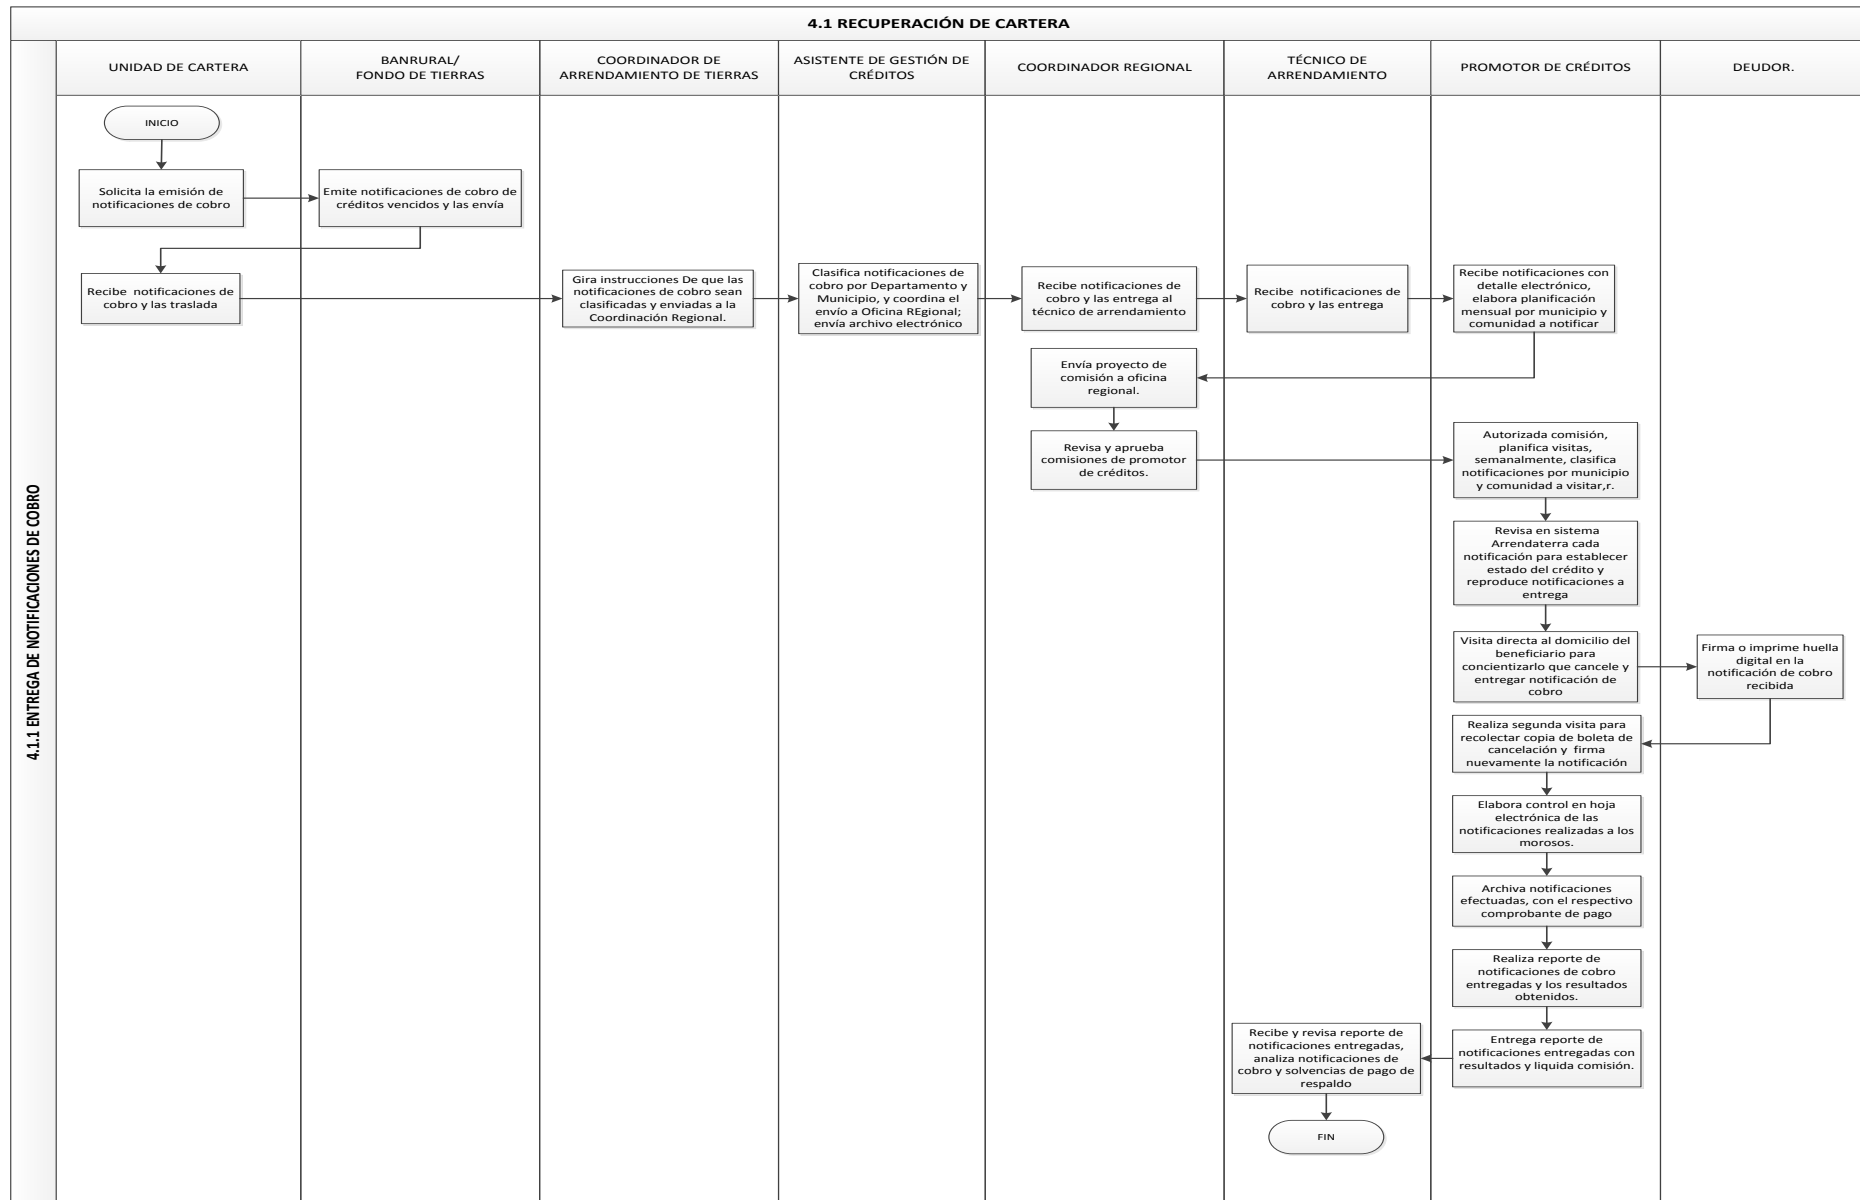 4.1 RECUPERACIÓN DE CARTERA
4.1.1 ENTREGA DE NOTIFICACIONES DE COBRO
UNIDAD DE CARTERA
BANRURAL/
FONDO DE TIERRAS
COORDINADOR DE
ARRENDAMIENTO DE TIERRAS
ASISTENTE DE GESTIÓN DE
CRÉDITOS
COORDINADOR REGIONAL
TÉCNICO DE
ARRENDAMIENTO
PROMOTOR DE CRÉDITOS
DEUDOR.
INICIO
Solicita la emisión de
notificaciones de cobro
Emite notificaciones de cobro de
créditos vencidos y las envía
Recibe notificaciones de
cobro y las traslada
Gira instrucciones De que las
notificaciones de cobro sean
clasificadas y enviadas a la
Coordinación Regional.
Clasifica notificaciones de
cobro por Departamento y
Municipio, y coordina el
envío a Oficina REgional;
envía archivo electrónico
Recibe notificaciones de
cobro y las entrega al
técnico de arrendamiento
Recibe notificaciones de
cobro y las entrega
Recibe notificaciones con
detalle electrónico,
elabora planificación
mensual por municipio y
comunidad a notificar
Envía proyecto de
comisión a oficina
regional.
Revisa y aprueba
comisiones de promotor
de créditos.
Autorizada comisión,
planifica visitas,
semanalmente, clasifica
notificaciones por municipio
y comunidad a visitar,r.
Revisa en sistema
Arrendaterra cada
notificación para establecer
estado del crédito y
reproduce notificaciones a
entrega
Visita directa al domicilio del
beneficiario para
concientizarlo que cancele y
entregar notificación de
cobro
Firma o imprime huella
digital en la
notificación de cobro
recibida
Realiza segunda visita para
recolectar copia de boleta de
cancelación y firma
nuevamente la notificación
Elabora control en hoja
electrónica de las
notificaciones realizadas a los
morosos.
Archiva notificaciones
efectuadas, con el respectivo
comprobante de pago
Realiza reporte de
notificaciones de cobro
entregadas y los resultados
obtenidos.
Entrega reporte de
notificaciones entregadas con
resultados y liquida comisión.
Recibe y revisa reporte de
notificaciones entregadas,
analiza notificaciones de
cobro y solvencias de pago de
respaldo
FIN